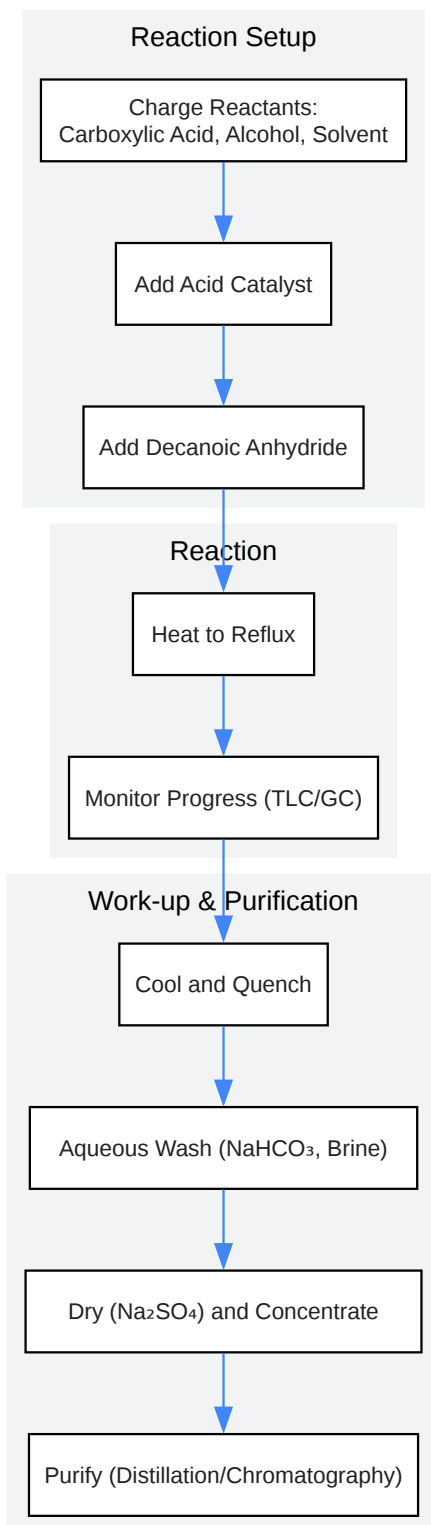 Reaction Setup
Charge Reactants:
Carboxylic Acid, Alcohol, Solvent
Add Acid Catalyst
Add Decanoic Anhydride
Reaction
Heat to Reflux
Monitor Progress (TLC/GC)
Work-up & Purification
Cool and Quench
Aqueous Wash (NaHCO₃, Brine)
Dry (Na₂SO₄) and Concentrate
Purify (Distillation/Chromatography)